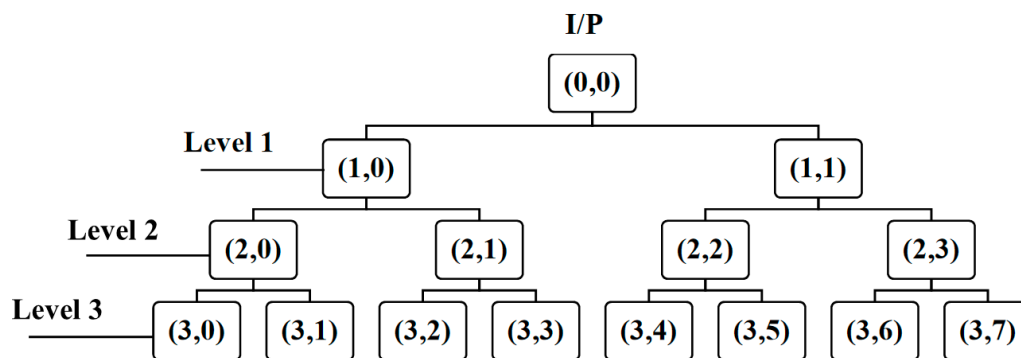 I/P
(0,0)
Level 1
(1,0) (1,1)
Level 2
(2,0) (2,1) (2,2) (2,3)
Level 3
(3,0) (3,1) (3,2) (3,3) (3,4) (3,5) (3,6) (3,7)